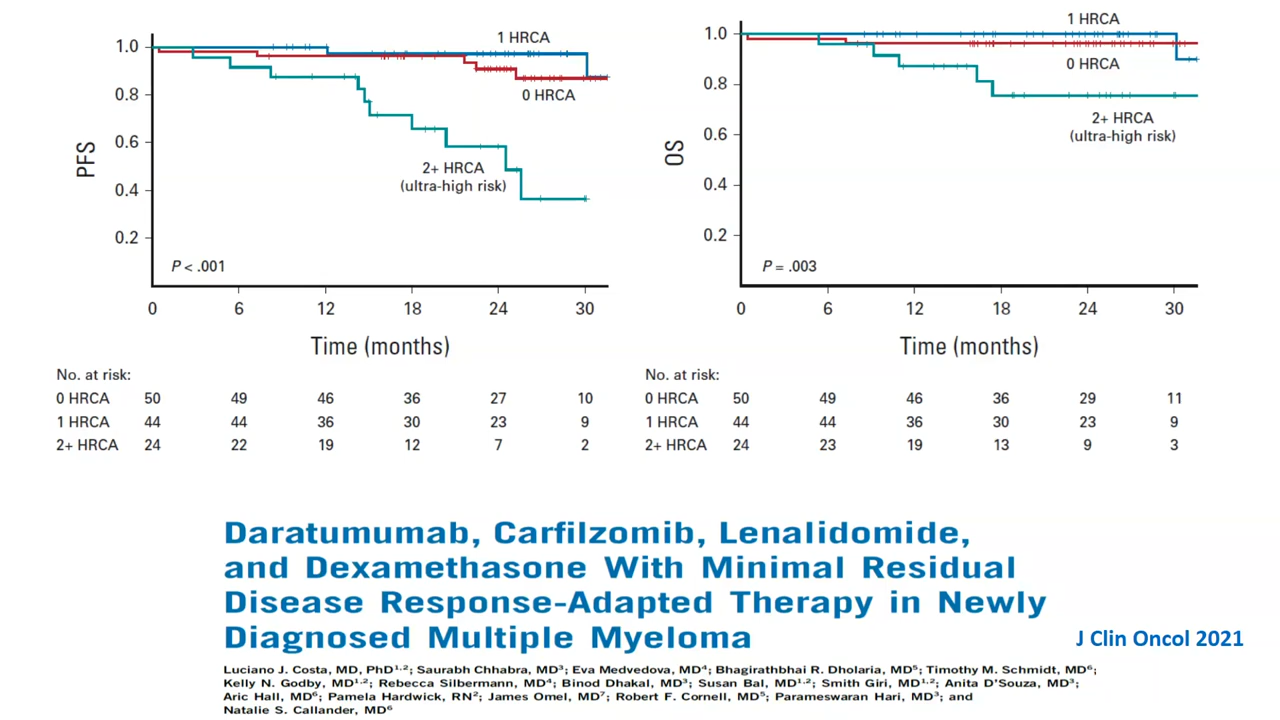 1 HRCA
0 HRCA
2+ HRCA
(ultra-high risk)
PFS
1.0
0.8
0.6
0.4
0.2
P < .001
0 6 12 18 24 30
Time (months)
No. at risk:
0 HRCA 50 49 46 36 27 10
1 HRCA 44 44 36 30 23 9
2+ HRCA 24 22 19 12 7 2
1 HRCA
0 HRCA
2+ HRCA
(ultra-high risk)
OS
1.0
0.8
0.6
0.4
0.2
P = .003
0 6 12 18 24 30
Time (months)
No. at risk:
0 HRCA 50 49 46 36 29 11
1 HRCA 44 44 36 30 23 9
2+ HRCA 24 23 19 13 9 3
Daratumumab, Carfilzomib, Lenalidomide,
and Dexamethasone With Minimal Residual
Disease Response-Adapted Therapy in Newly
Diagnosed Multiple Myeloma
J Clin Oncol 2021
Luciano J. Costa, MD, PhD1,2; Saurabh Chhabra, MD3; Eva Medvedova, MD4; Bhagirathbhai R. Dholaria, MD5; Timothy M. Schmidt, MD6;
Kelly N. Godby, MD1,2; Rebecca Silbermann, MD4; Binod Dhakal, MD3; Susan Bal, MD1,2; Smith Giri, MD1,2; Anita D'Souza, MD3;
Aric Hall, MD6; Pamela Hardwick, RN2; James Omel, MD7; Robert F. Cornell, MD5; Parameswaran Hari, MD3; and
Natalie S. Callander, MD6